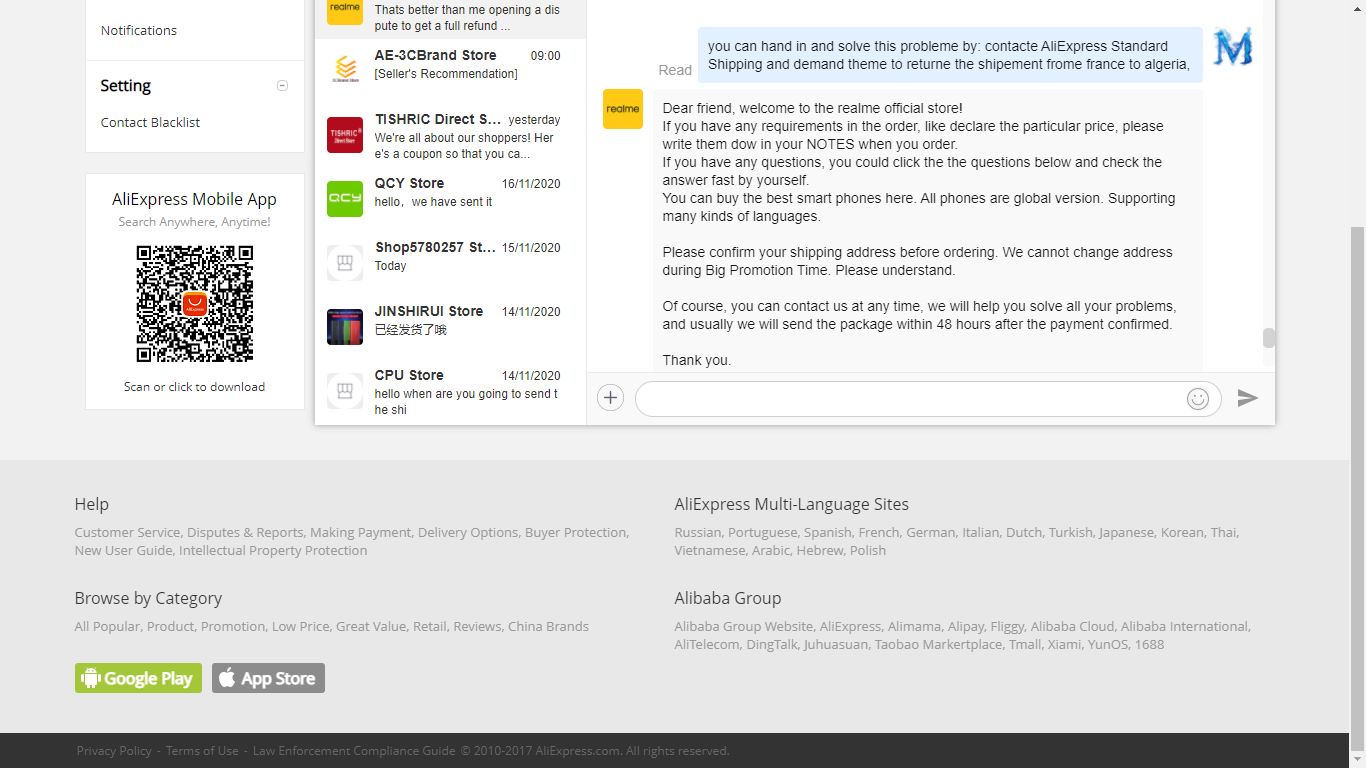 Notifications
Setting
Contact Blacklist
AliExpress Mobile App
Search Anywhere, Anytime!
AliExpress
Scan or click to download
realme
Thats better than me opening a dis
pute to get a full refund ...
AE-3CBrand Store 09:00
[Seller's Recommendation]
TISHRIC Direct S... yesterday
We're all about our shoppers! Her
e's a coupon so that you ca...
QCY Store 16/11/2020
hello，we have sent it
Shop5780257 St... 15/11/2020
Today
JINSHIRUI Store 14/11/2020
已经发货了哦
CPU Store 14/11/2020
hello when are you going to send t
he shi
you can hand in and solve this probleme by: contacte AliExpress Standard
Shipping and demand theme to returne the shipement frome france to algeria,
Read
M
realme
Dear friend, welcome to the realme official store!
If you have any requirements in the order, like declare the particular price, please
write them dow in your NOTES when you order.
If you have any questions, you could click the the questions below and check the
answer fast by yourself.
You can buy the best smart phones here. All phones are global version. Supporting
many kinds of languages.
Please confirm your shipping address before ordering. We cannot change address
during Big Promotion Time. Please understand.
Of course, you can contact us at any time, we will help you solve all your problems,
and usually we will send the package within 48 hours after the payment confirmed.
Thank you.
Help
Customer Service, Disputes & Reports, Making Payment, Delivery Options, Buyer Protection,
New User Guide, Intellectual Property Protection
AliExpress Multi-Language Sites
Russian, Portuguese, Spanish, French, German, Italian, Dutch, Turkish, Japanese, Korean, Thai,
Vietnamese, Arabic, Hebrew, Polish
Browse by Category
All Popular, Product, Promotion, Low Price, Great Value, Retail, Reviews, China Brands
Alibaba Group
Alibaba Group Website, AliExpress, Alimama, Alipay, Fliggy, Alibaba Cloud, Alibaba International,
AliTelecom, DingTalk, Juhuasuan, Taobao Markertplace, Tmall, Xiami, YunOS, 1688
Google Play
App Store
Privacy Policy - Terms of Use - Law Enforcement Compliance Guide © 2010-2017 AliExpress.com. All rights reserved.